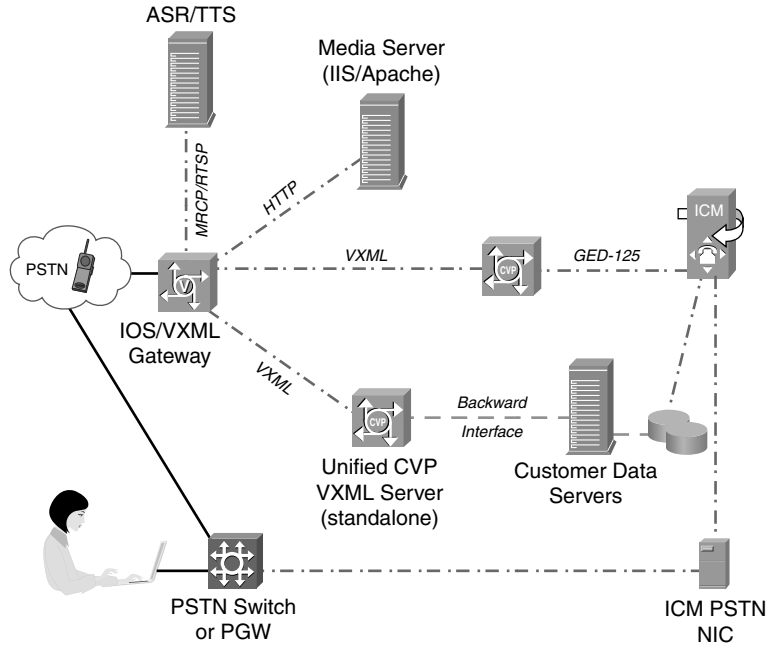 ASR/TTS
Media Server
(IIS/Apache)
MRCP/RTSP
HTTP
ICM
PSTN
V
VXML
CVP
GED-125
IOS/VXML
Gateway
VXML
CVP
Backward
Interface
Unified CVP
VXML Server
(standalone)
Customer Data
Servers
PSTN Switch
or PGW
ICM PSTN
NIC